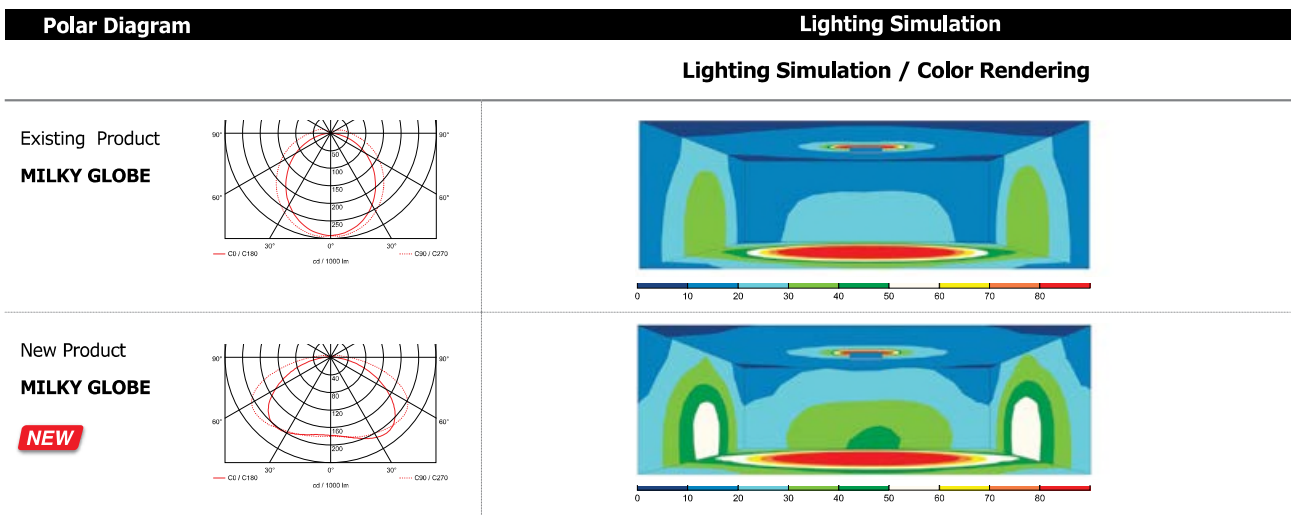 Polar Diagram
Lighting Simulation
Lighting Simulation / Color Rendering
Existing Product
MILKY GLOBE
90°
90°
50
100
150
200
250
60°
60°
30°
0°
30°
C0 / C180
C90 / C270
cd / 1000 lm
0 10 20 30 40 50 60 70 80
New Product
MILKY GLOBE
NEW
90°
90°
40
80
120
160
200
60°
60°
30°
0°
30°
C0 / C180
C90 / C270
cd / 1000 lm
0 10 20 30 40 50 60 70 80